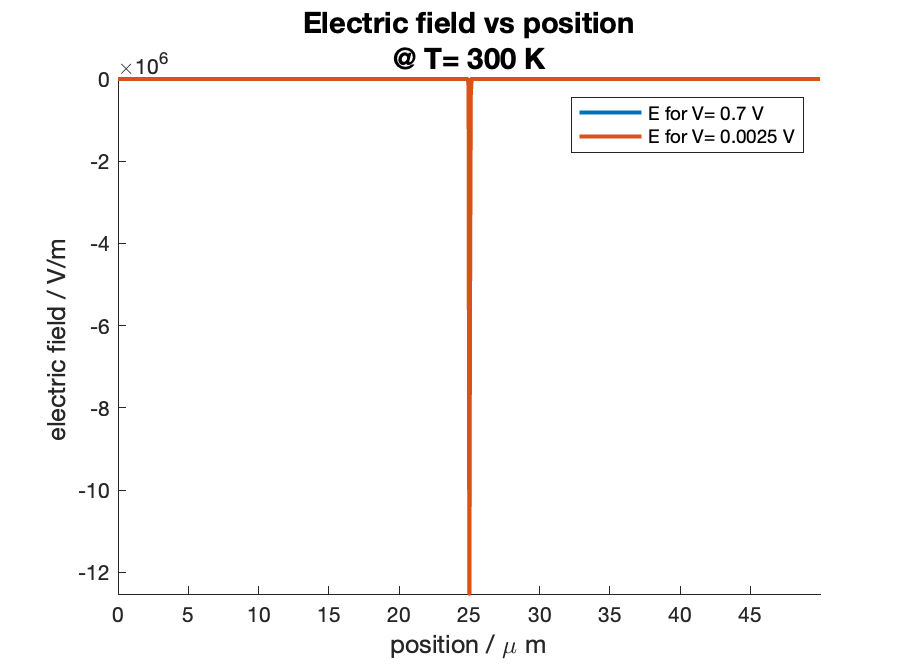 Electric field vs position
@ T= 300 K
×10^6
E for V= 0.7 V
E for V= 0.0025 V
electric field / V/m
0
-2
-4
-6
-8
-10
-12
0 5 10 15 20 25 30 35 40 45
position / μ m